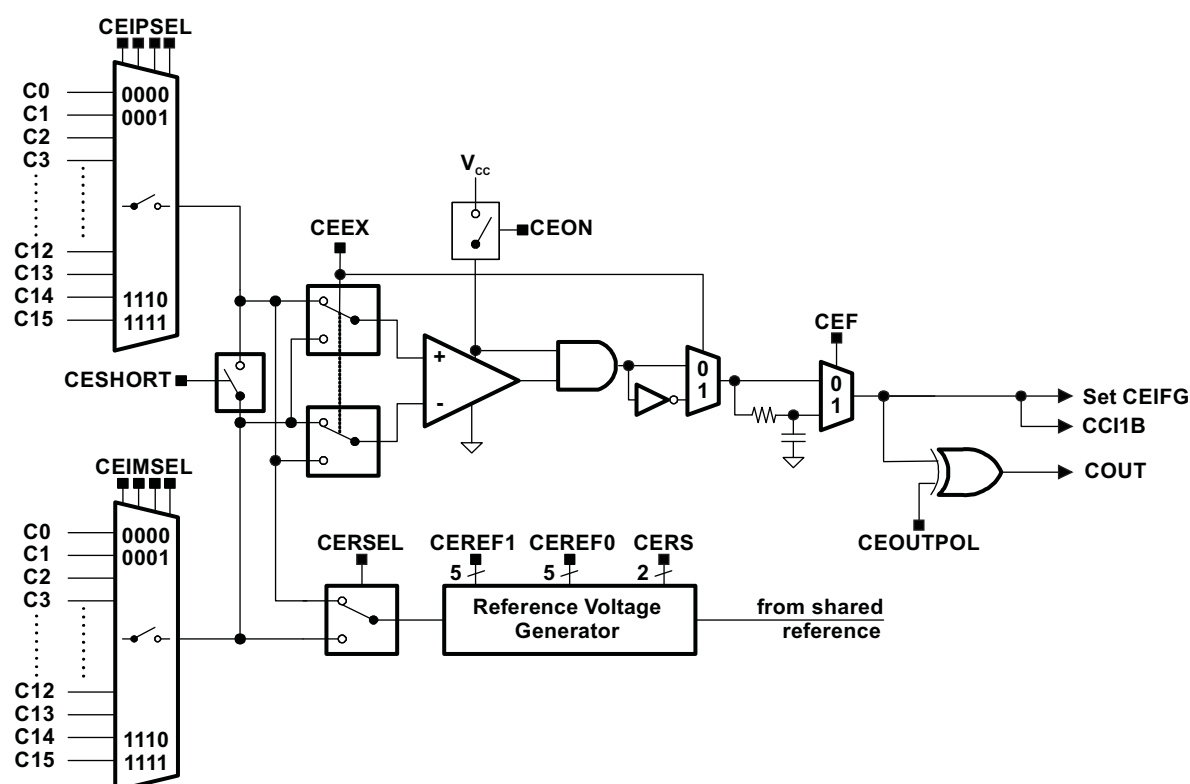 CEIPSEL
C0
0000
C1
0001
C2
C3
C12
C13
C14
1110
C15
1111
VCC
CEEX
CEON
CEF
CESHORT
+
-
0
1
0
1
Set CEIFG
CCI1B
COUT
CEOUTPOL
CEIMSEL
C0
0000
C1
0001
C2
C3
C12
C13
C14
1110
C15
1111
CERSEL
CEREF1
CEREF0
CERS
5
5
2
Reference Voltage
Generator
from shared
reference